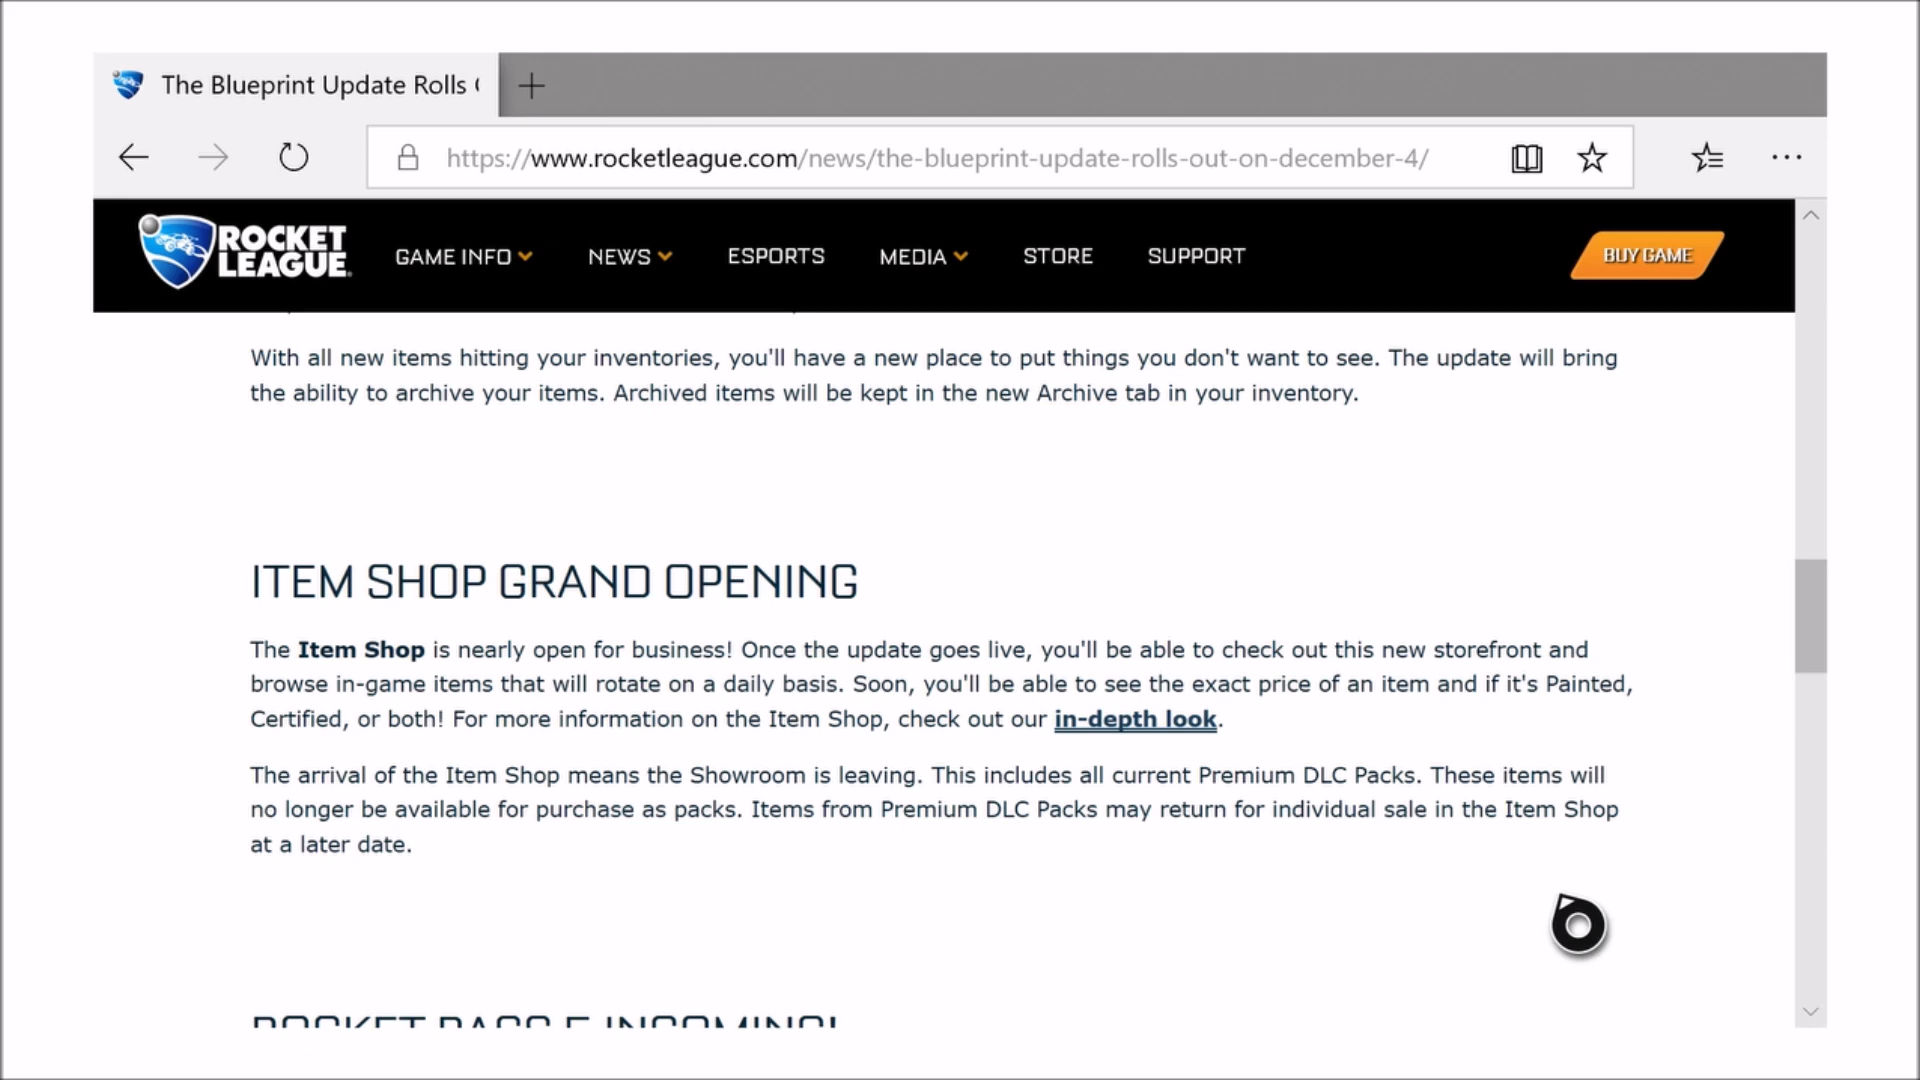 The Blueprint Update Rolls
https://www.rocketleague.com/news/the-blueprint-update-rolls-out-on-december-4/
ROCKET LEAGUE
GAME INFO NEWS ESPORTS MEDIA STORE SUPPORT BUY GAME
With all new items hitting your inventories, you'll have a new place to put things you don't want to see. The update will bring
the ability to archive your items. Archived items will be kept in the new Archive tab in your inventory.
ITEM SHOP GRAND OPENING
The Item Shop is nearly open for business! Once the update goes live, you'll be able to check out this new storefront and
browse in-game items that will rotate on a daily basis. Soon, you'll be able to see the exact price of an item and if it's Painted,
Certified, or both! For more information on the Item Shop, check out our in-depth look.
The arrival of the Item Shop means the Showroom is leaving. This includes all current Premium DLC Packs. These items will
no longer be available for purchase as packs. Items from Premium DLC Packs may return for individual sale in the Item Shop
at a later date.
ROCKET PASS 5 INCOMING!